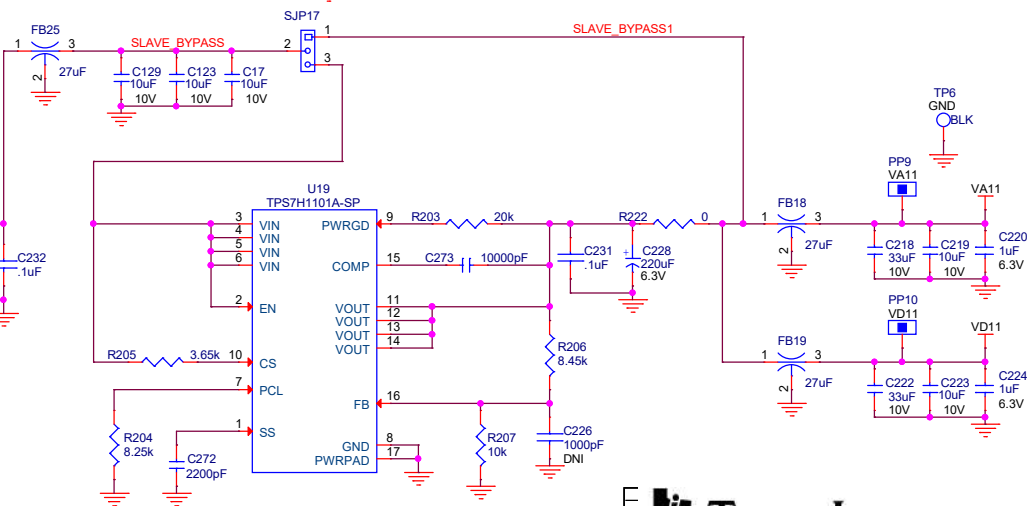 SJP17
FB25
1
3
2
27uF
SLAVE_BYPASS
2
1
3
SLAVE_BYPASS1
C129
10uF
10V
C123
10uF
10V
C17
10uF
10V
TP6
GND
BLK
C232
.1uF
U19
TPS7H1101A-SP
3
4
5
6
VIN
VIN
VIN
VIN
2
EN
R205
3.65k
10
CS
7
PCL
1
SS
R204
8.25k
C272
2200pF
PWRGD
9
R203
20k
COMP
15
C273
10000pF
VOUT
VOUT
VOUT
VOUT
11
12
13
14
FB
16
GND
8
PWRPAD
17
R206
8.45k
R207
10k
C226
1000pF
DNI
C231
.1uF
R222
0
+
C228
220uF
6.3V
FB18
1
3
2
27uF
PP9
VA11
VA11
C218
33uF
10V
C219
10uF
10V
C220
1uF
6.3V
FB19
1
3
2
27uF
PP10
VD11
VD11
C222
33uF
10V
C223
10uF
10V
C224
1uF
6.3V